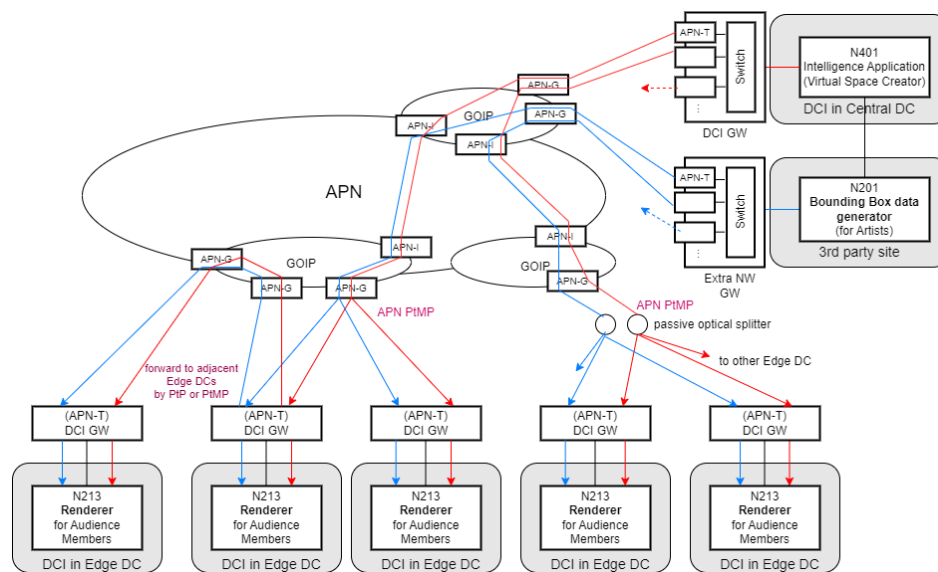 APN-T
Switch
⋮
DCI GW
N401
Intelligence Application
(Virtual Space Creator)
DCI in Central DC
APN-G
GOIP
APN-I
APN-G
APN-I
APN
APN-T
Switch
⋮
Extra NW
GW
N201
Bounding Box data
generator
(for Artists)
3rd party site
APN-G
GOIP
APN-I
APN-G
APN-G
APN-I
GOIP
APN-G
APN PtMP
APN PtMP
passive optical splitter
to other Edge DC
forward to adjacent
Edge DCs
by PtP or PtMP
(APN-T)
DCI GW
(APN-T)
DCI GW
(APN-T)
DCI GW
(APN-T)
DCI GW
(APN-T)
DCI GW
N213
Renderer
for Audience
Members
DCI in Edge DC
N213
Renderer
for Audience
Members
DCI in Edge DC
N213
Renderer
for Audience
Members
DCI in Edge DC
N213
Renderer
for Audience
Members
DCI in Edge DC
N213
Renderer
for Audience
Members
DCI in Edge DC